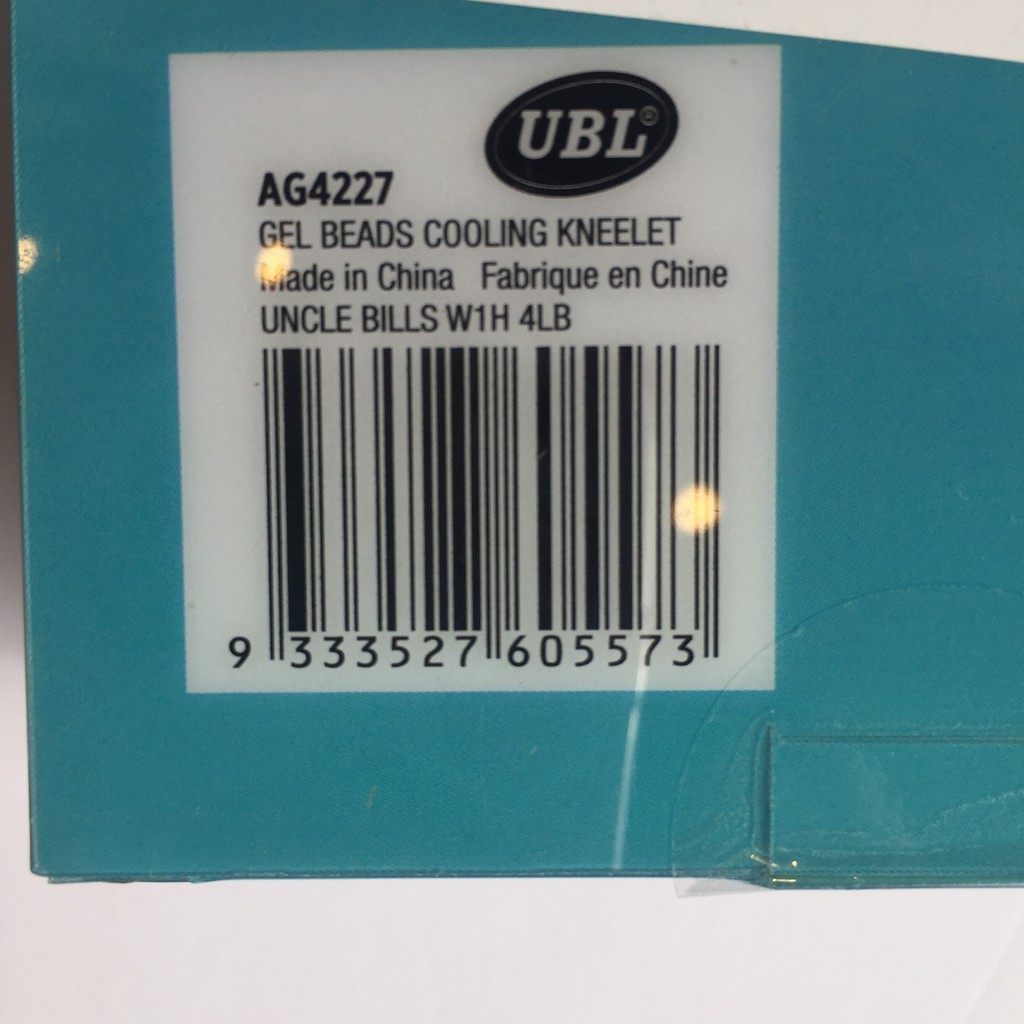 UBL®
AG4227
GEL BEADS COOLING KNEELET
Made in China Fabrique en Chine
UNCLE BILLS W1H 4LB
9 333527 605573